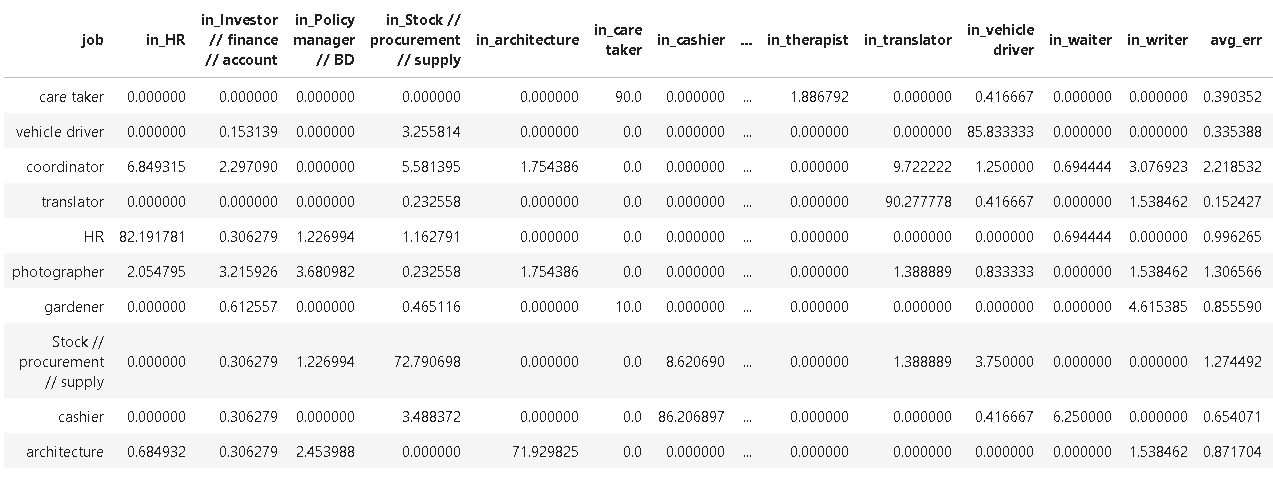 job in_HR in_Investor // finance // account in_Policy manager // BD in_Stock // procurement // supply in_architecture in_care taker in_cashier ... in_therapist in_translator in_vehicle driver in_waiter in_writer avg_err
care taker 0.000000 0.000000 0.000000 0.000000 0.000000 90.0 0.000000 ... 1.886792 0.000000 0.416667 0.000000 0.000000 0.390352
vehicle driver 0.000000 0.153139 0.000000 3.255814 0.000000 0.0 0.000000 ... 0.000000 0.000000 85.833333 0.000000 0.000000 0.335388
coordinator 6.849315 2.297090 0.000000 5.581395 1.754386 0.0 0.000000 ... 0.000000 9.722222 1.250000 0.694444 3.076923 2.218532
translator 0.000000 0.000000 0.000000 0.232558 0.000000 0.0 0.000000 ... 0.000000 90.277778 0.416667 0.000000 1.538462 0.152427
HR 82.191781 0.306279 1.226994 1.162791 0.000000 0.0 0.000000 ... 0.000000 0.000000 0.000000 0.694444 0.000000 0.996265
photographer 2.054795 3.215926 3.680982 0.232558 1.754386 0.0 0.000000 ... 0.000000 1.388889 0.833333 0.000000 1.538462 1.306566
gardener 0.000000 0.612557 0.000000 0.465116 0.000000 10.0 0.000000 ... 0.000000 0.000000 0.000000 0.000000 4.615385 0.855590
Stock // procurement // supply 0.000000 0.306279 1.226994 72.790698 0.000000 0.0 8.620690 ... 0.000000 1.388889 3.750000 0.000000 0.000000 1.274492
cashier 0.000000 0.306279 0.000000 3.488372 0.000000 0.0 86.206897 ... 0.000000 0.000000 0.416667 6.250000 0.000000 0.654071
architecture 0.684932 0.306279 2.453988 0.000000 71.929825 0.0 0.000000 ... 0.000000 0.000000 0.000000 0.000000 1.538462 0.871704